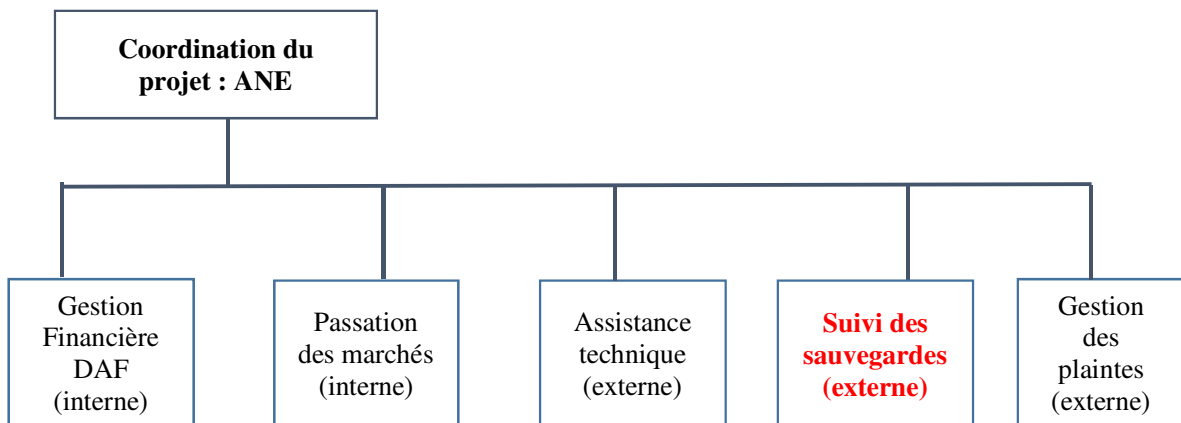 Coordination du
projet : ANE
Gestion
Financière
DAF
(interne)
Passation
des marchés
(interne)
Assistance
technique
(externe)
Suivi des
sauvegardes
(externe)
Gestion
des
plaintes
(externe)